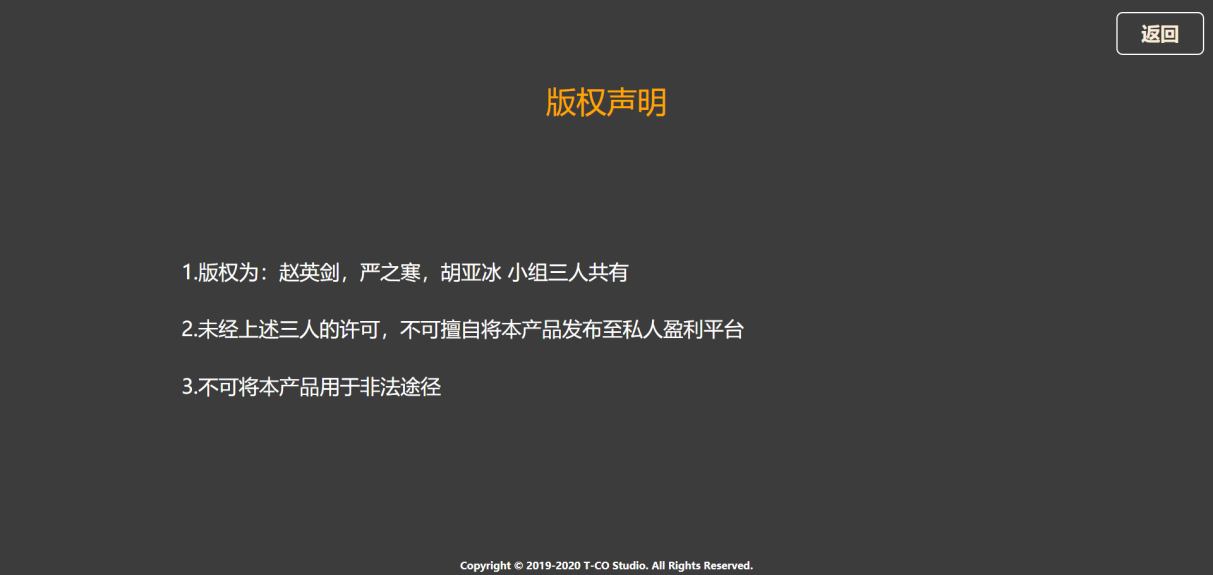 返回
版权声明
1.版权为：赵英剑，严之寒，胡亚冰 小组三人共有
2.未经上述三人的许可，不可擅自将本产品发布至私人盈利平台
3.不可将本产品用于非法途径
Copyright © 2019-2020 T-CO Studio. All Rights Reserved.